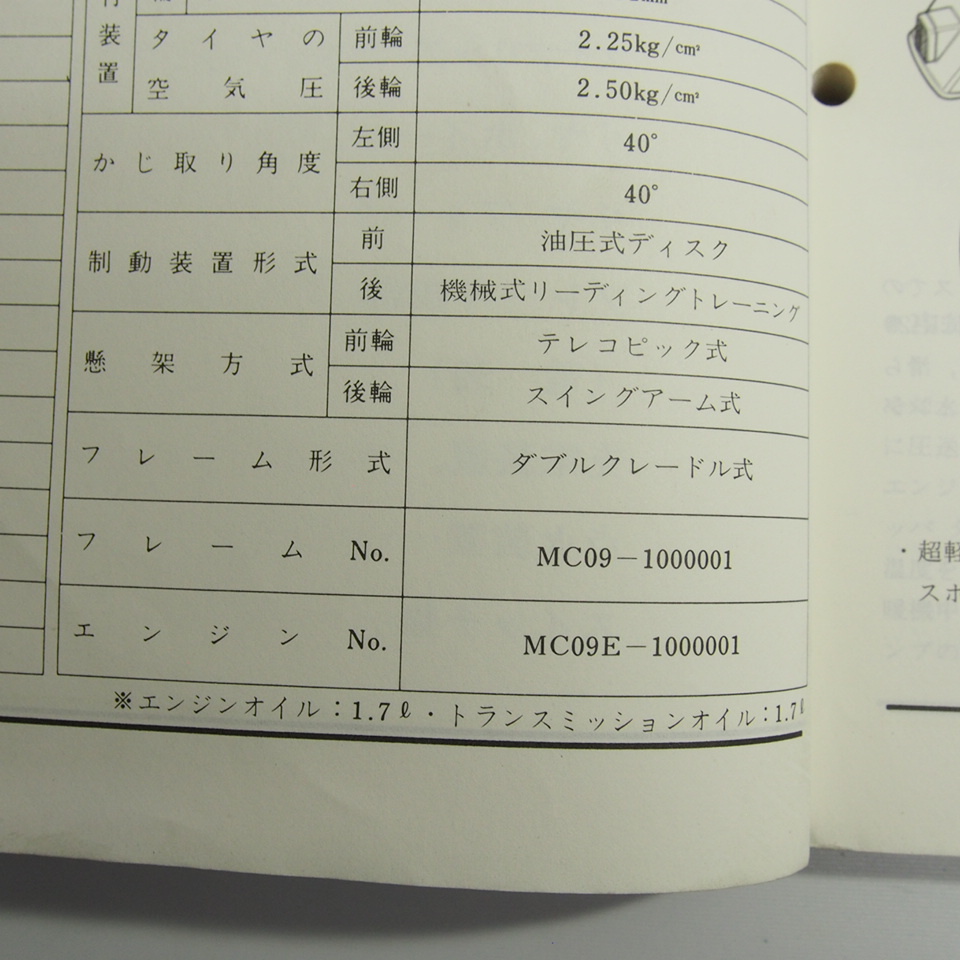 装置
タイヤの空気圧 前輪 2.25kg/cm²
後輪 2.50kg/cm²
かじ取り角度 左側 40°
右側 40°
制動装置形式 前 油圧式ディスク
後 機械式リーディングトレーニング
懸架方式 前輪 テレコピック式
後輪 スイングアーム式
フレーム形式 ダブルクレードル式
フレームNo. MC09－1000001
エンジンNo. MC09E－1000001
※エンジンオイル：1.7ℓ・トランスミッションオイル：1.7ℓ
・超軽
スポ